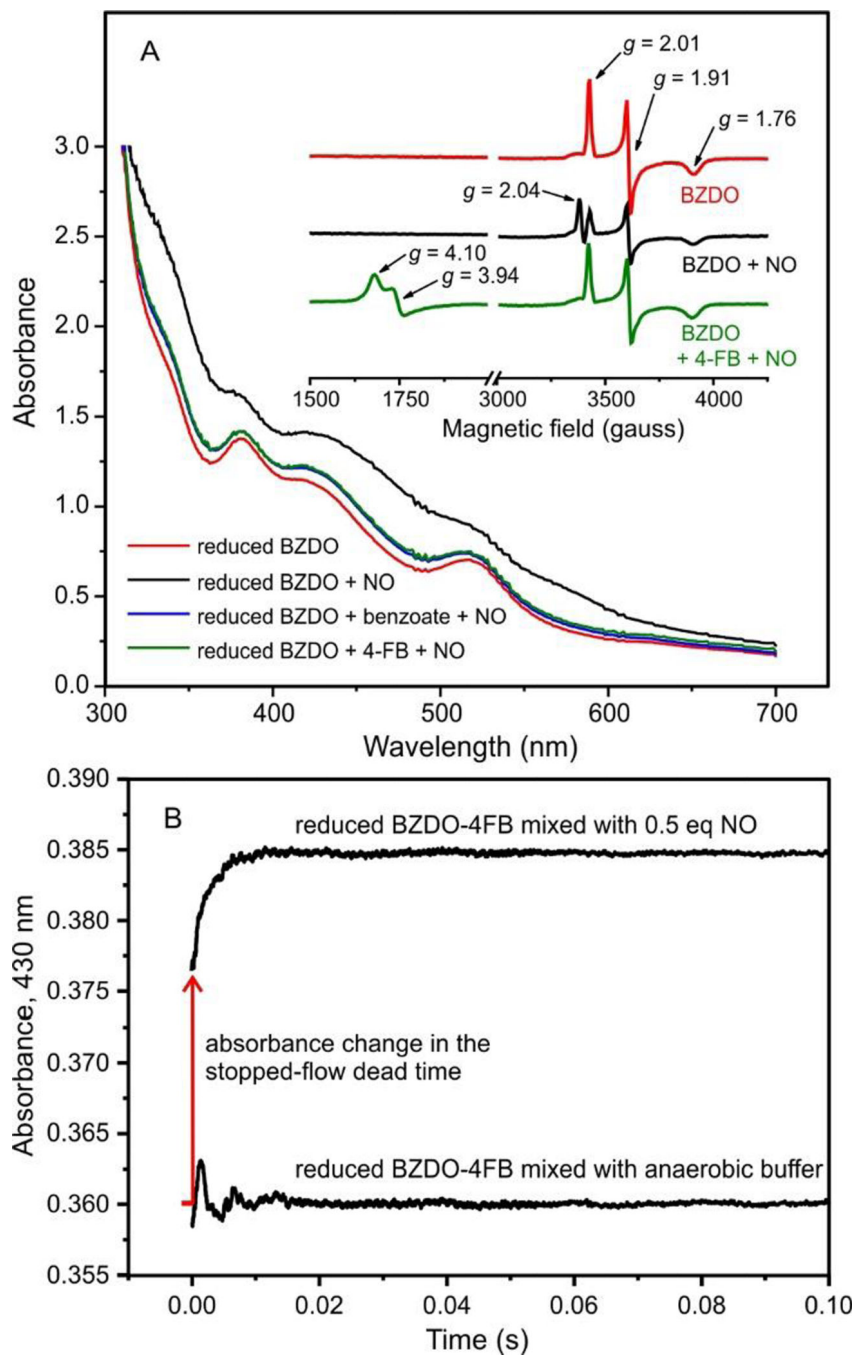 A
g = 2.01
g = 1.91
g = 1.76
BZDO
g = 2.04
BZDO + NO
g = 4.10
g = 3.94
BZDO
+ 4-FB + NO
1500 1750 3000 3500 4000
Magnetic field (gauss)
3.0
2.5
2.0
1.5
1.0
0.5
0.0
Absorbance
reduced BZDO
reduced BZDO + NO
reduced BZDO + benzoate + NO
reduced BZDO + 4-FB + NO
300 400 500 600 700
Wavelength (nm)
B
0.390
0.385
0.380
0.375
0.370
0.365
0.360
0.355
Absorbance, 430 nm
reduced BZDO-4FB mixed with 0.5 eq NO
absorbance change in the
stopped-flow dead time
reduced BZDO-4FB mixed with anaerobic buffer
0.00 0.02 0.04 0.06 0.08 0.10
Time (s)